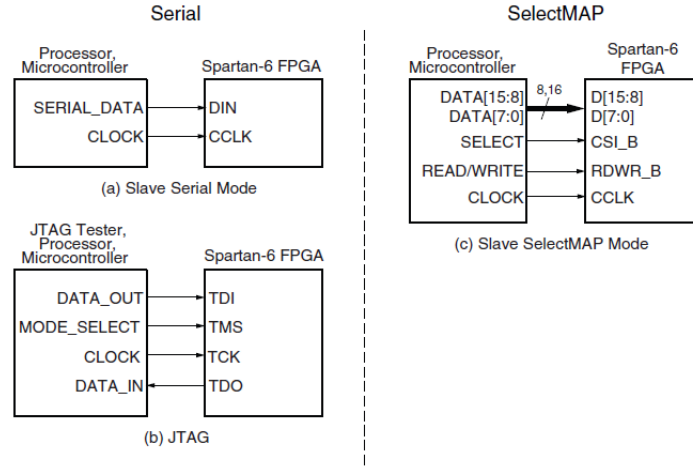 Serial
Processor,
Microcontroller
Spartan-6 FPGA
SERIAL_DATA
DIN
CLOCK
CCLK
(a) Slave Serial Mode
JTAG Tester,
Processor,
Microcontroller
Spartan-6 FPGA
DATA_OUT
TDI
MODE_SELECT
TMS
CLOCK
TCK
DATA_IN
TDO
(b) JTAG
SelectMAP
Processor,
Microcontroller
Spartan-6
FPGA
8,16
DATA[15:8]
D[15:8]
DATA[7:0]
D[7:0]
SELECT
CSI_B
READ/WRITE
RDWR_B
CLOCK
CCLK
(c) Slave SelectMAP Mode